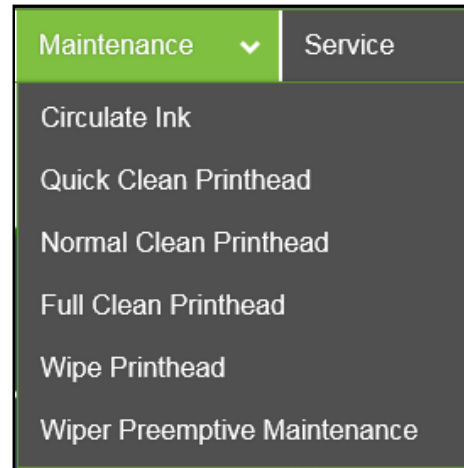 Maintenance Service
Circulate Ink
Quick Clean Printhead
Normal Clean Printhead
Full Clean Printhead
Wipe Printhead
Wiper Preemptive Maintenance